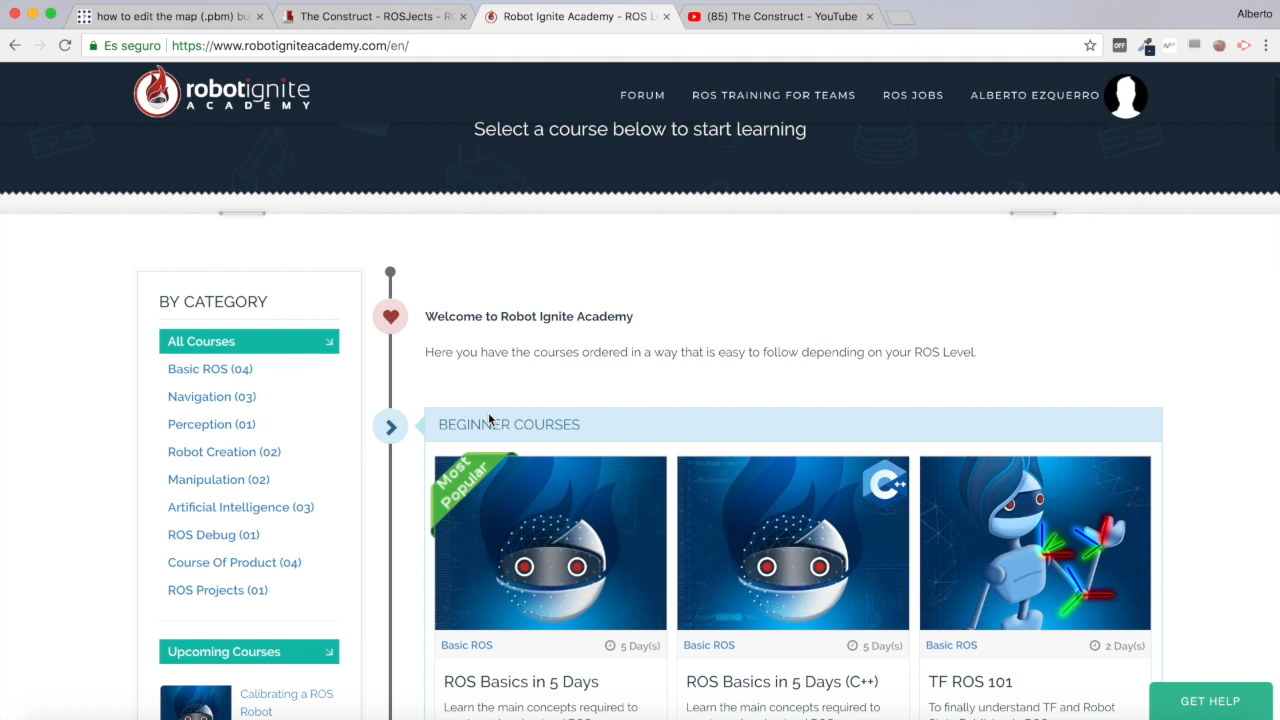 how to edit the map (.pbm) bu
The Construct - ROSJects - RO
Robot Ignite Academy - ROS L
(85) The Construct - YouTube
Alberto
Es seguro
https://www.robotigniteacademy.com/en/
OFF
robotignite
ACADEMY
FORUM
ROS TRAINING FOR TEAMS
ROS JOBS
ALBERTO EZQUERRO
Select a course below to start learning
BY CATEGORY
All Courses
Basic ROS (04)
Navigation (03)
Perception (01)
Robot Creation (02)
Manipulation (02)
Artificial Intelligence (03)
ROS Debug (01)
Course Of Product (04)
ROS Projects (01)
Upcoming Courses
Calibrating a ROS
Robot
Welcome to Robot Ignite Academy
Here you have the courses ordered in a way that is easy to follow depending on your ROS Level.
BEGINNER COURSES
Most
Popular
Basic ROS
5 Day(s)
ROS Basics in 5 Days
Learn the main concepts required to
C++
Basic ROS
5 Day(s)
ROS Basics in 5 Days (C++)
Learn the main concepts required to
Basic ROS
2 Day(s)
TF ROS 101
To finally understand TF and Robot
GET HELP